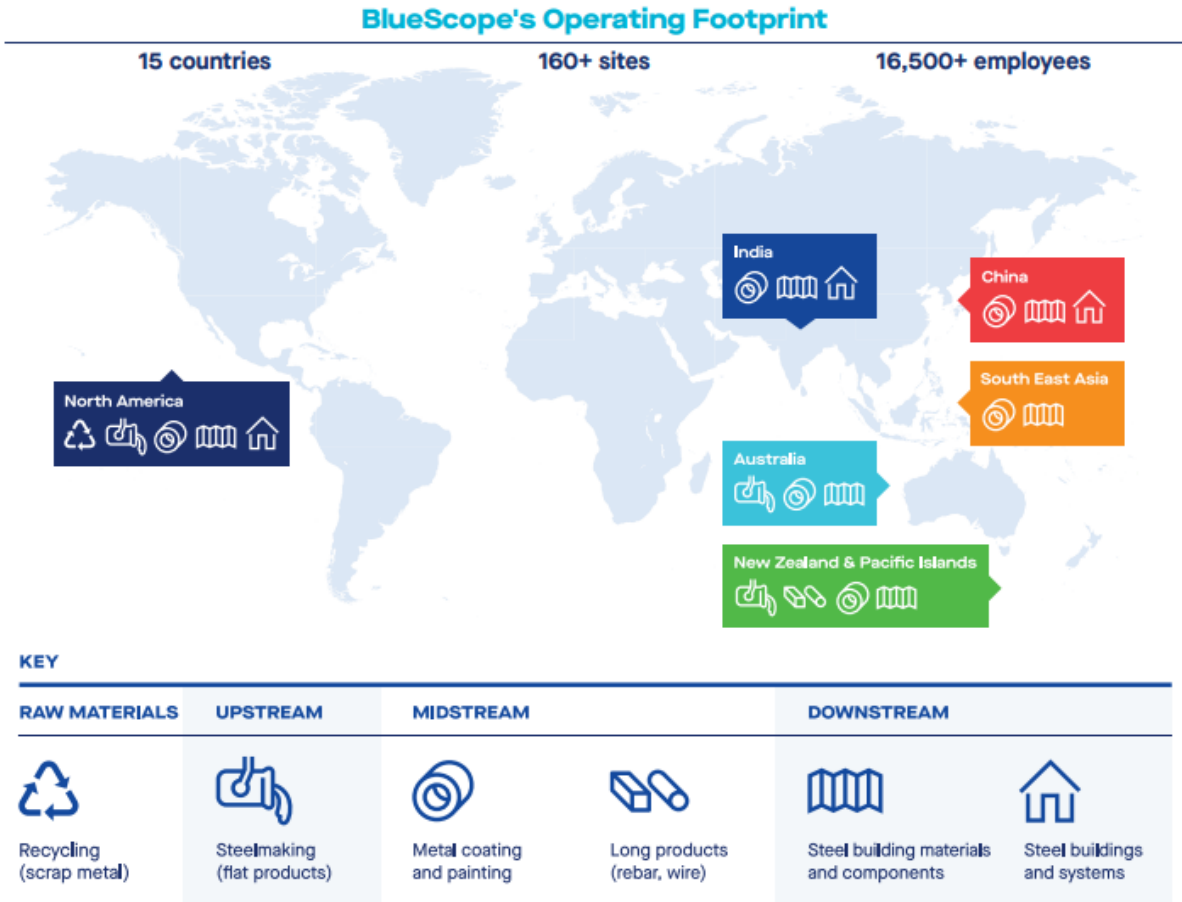 BlueScope's Operating Footprint
15 countries
160+ sites
16,500+ employees
India
China
North America
South East Asia
Australia
New Zealand & Pacific Islands
KEY
RAW MATERIALS
UPSTREAM
MIDSTREAM
DOWNSTREAM
Recycling
(scrap metal)
Steelmaking
(flat products)
Metal coating
and painting
Long products
(rebar, wire)
Steel building materials
and components
Steel buildings
and systems